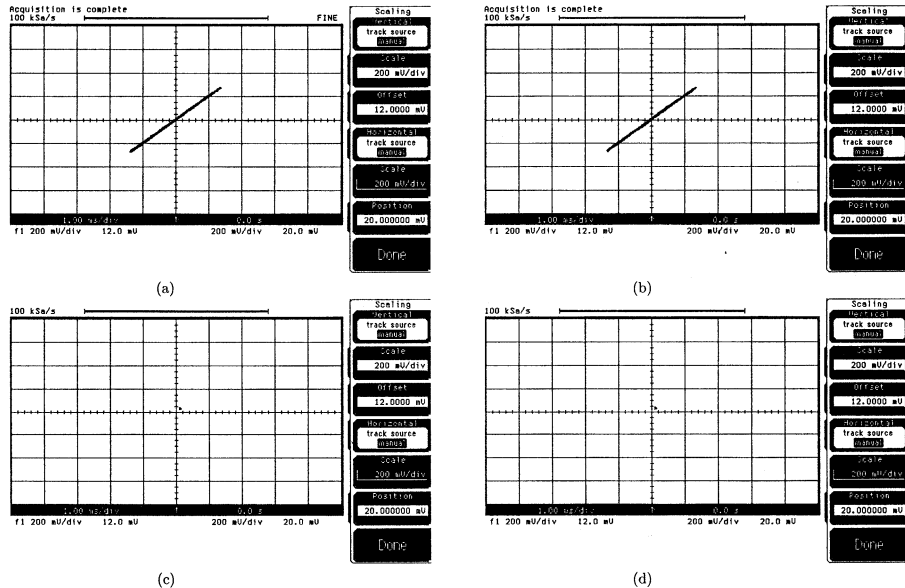 Acquisition is complete
100 kSa/s
FINE
Scaling
Vertical
track source
manual
Scale
200 mV/div
Offset
12.0000 mV
Horizontal
track source
manual
Scale
200 mV/div
Position
20.000000 mV
Done
1.00 ms/div 0.0 s
f1 200 mV/div 12.0 mV 200 mV/div 20.0 mV
(a)
Acquisition is complete
100 kSa/s
Scaling
Vertical
track source
manual
Scale
200 mV/div
Offset
12.0000 mV
Horizontal
track source
manual
Scale
200 mV/div
Position
20.000000 mV
Done
1.00 ms/div 0.0 s
f1 200 mV/div 12.0 mV 200 mV/div 20.0 mV
(b)
100 kSa/s
Scaling
Vertical
track source
manual
Scale
200 mV/div
Offset
12.0000 mV
Horizontal
track source
manual
Scale
200 mV/div
Position
20.000000 mV
Done
1.00 ms/div 0.0 s
f1 200 mV/div 12.0 mV 200 mV/div 20.0 mV
(c)
100 kSa/s
Scaling
Vertical
track source
manual
Scale
200 mV/div
Offset
12.0000 mV
Horizontal
track source
manual
Scale
200 mV/div
Position
20.000000 mV
Done
1.00 ms/div 0.0 s
f1 200 mV/div 12.0 mV 200 mV/div 20.0 mV
(d)